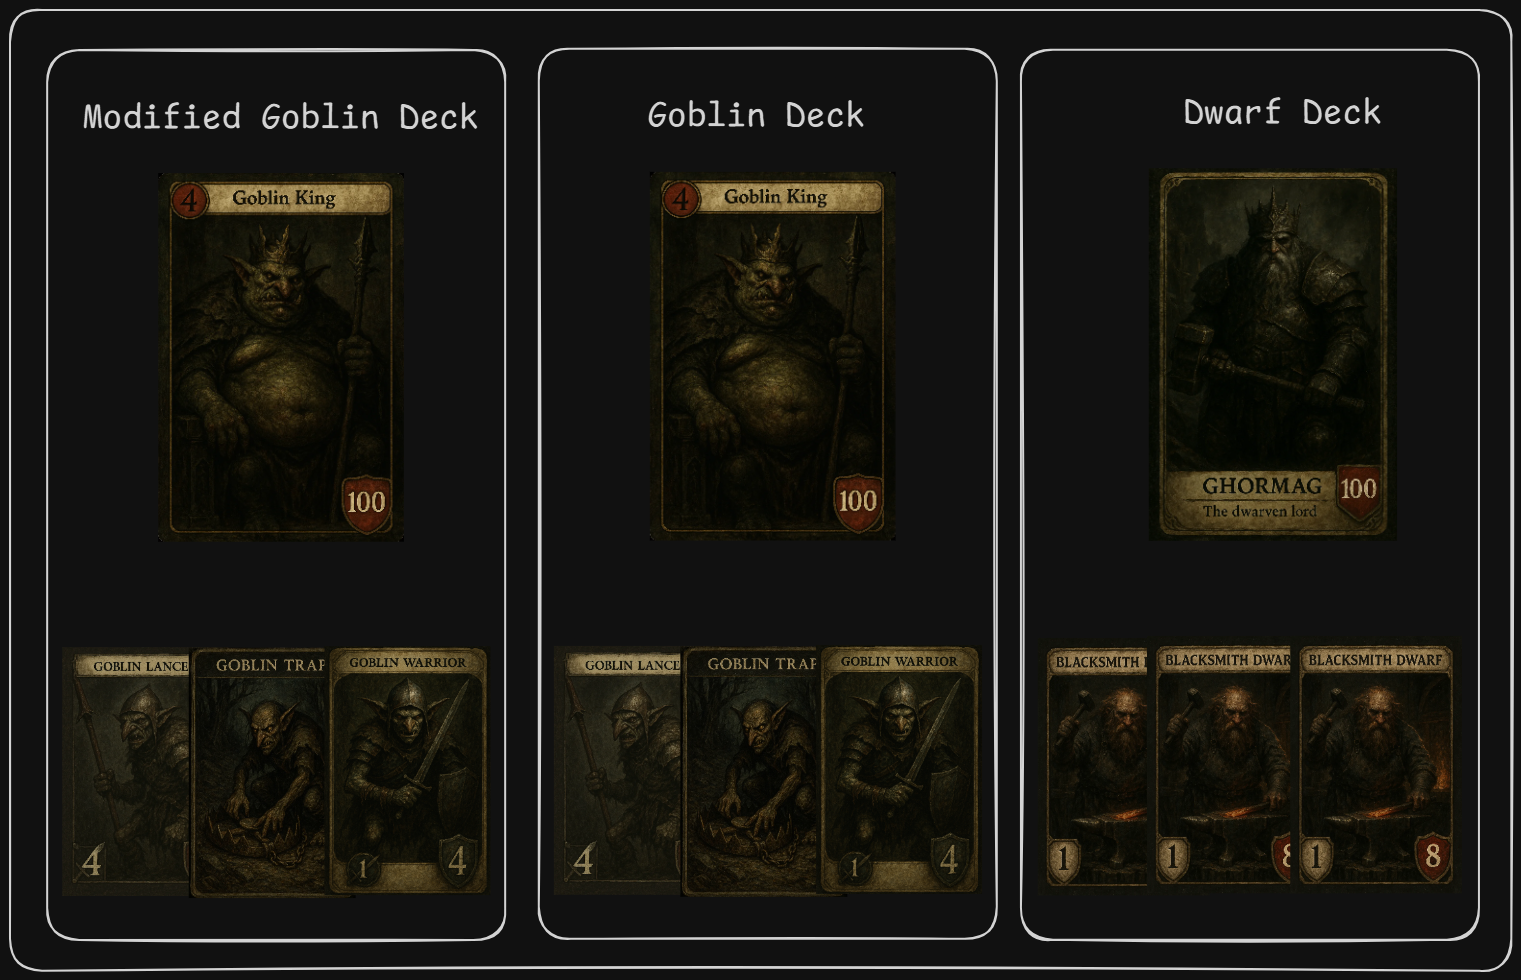 Modified Goblin Deck
4
Goblin King
100
GOBLIN LANCE
4
GOBLIN TRAP
GOBLIN WARRIOR
1
4
Goblin Deck
4
Goblin King
100
GOBLIN LANCE
4
GOBLIN TRAP
GOBLIN WARRIOR
1
4
Dwarf Deck
GHORMAG
The dwarven lord
100
BLACKSMITH
1
BLACKSMITH DWAR
1
8
BLACKSMITH DWARF
1
8